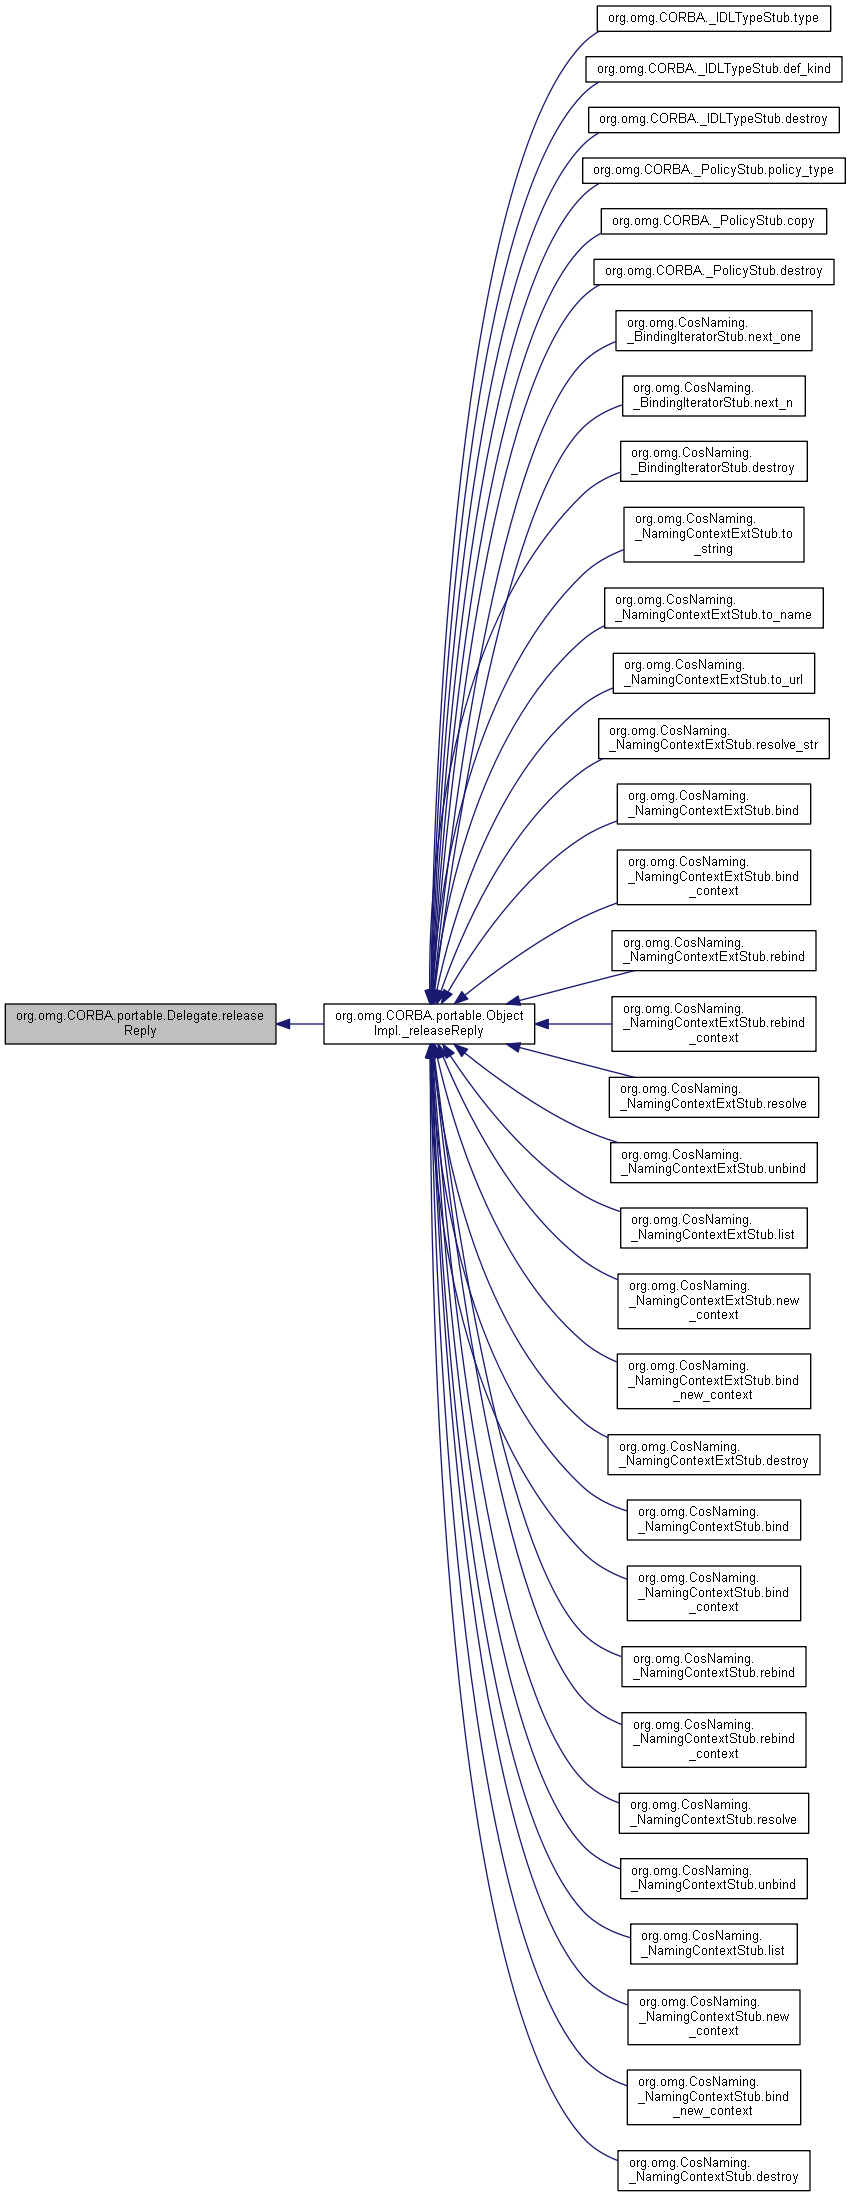 org.omg.CORBA._IDLTypeStub.type
org.omg.CORBA._IDLTypeStub.def_kind
org.omg.CORBA._IDLTypeStub.destroy
org.omg.CORBA._PolicyStub.policy_type
org.omg.CORBA._PolicyStub.copy
org.omg.CORBA._PolicyStub.destroy
org.omg.CosNaming.
_BindingIteratorStub.next_one
org.omg.CosNaming.
_BindingIteratorStub.next_n
org.omg.CosNaming.
_BindingIteratorStub.destroy
org.omg.CosNaming.
_NamingContextExtStub.to
_string
org.omg.CosNaming.
_NamingContextExtStub.to_name
org.omg.CosNaming.
_NamingContextExtStub.to_url
org.omg.CosNaming.
_NamingContextExtStub.resolve_str
org.omg.CosNaming.
_NamingContextExtStub.bind
org.omg.CosNaming.
_NamingContextExtStub.bind
_context
org.omg.CosNaming.
_NamingContextExtStub.rebind
org.omg.CORBA.portable.Delegate.release
Reply
org.omg.CORBA.portable.Object
Impl._releaseReply
org.omg.CosNaming.
_NamingContextExtStub.rebind
_context
org.omg.CosNaming.
_NamingContextExtStub.resolve
org.omg.CosNaming.
_NamingContextExtStub.unbind
org.omg.CosNaming.
_NamingContextExtStub.list
org.omg.CosNaming.
_NamingContextExtStub.new
_context
org.omg.CosNaming.
_NamingContextExtStub.bind
_new_context
org.omg.CosNaming.
_NamingContextExtStub.destroy
org.omg.CosNaming.
_NamingContextStub.bind
org.omg.CosNaming.
_NamingContextStub.bind
_context
org.omg.CosNaming.
_NamingContextStub.rebind
org.omg.CosNaming.
_NamingContextStub.rebind
_context
org.omg.CosNaming.
_NamingContextStub.resolve
org.omg.CosNaming.
_NamingContextStub.unbind
org.omg.CosNaming.
_NamingContextStub.list
org.omg.CosNaming.
_NamingContextStub.new
_context
org.omg.CosNaming.
_NamingContextStub.bind
_new_context
org.omg.CosNaming.
_NamingContextStub.destroy